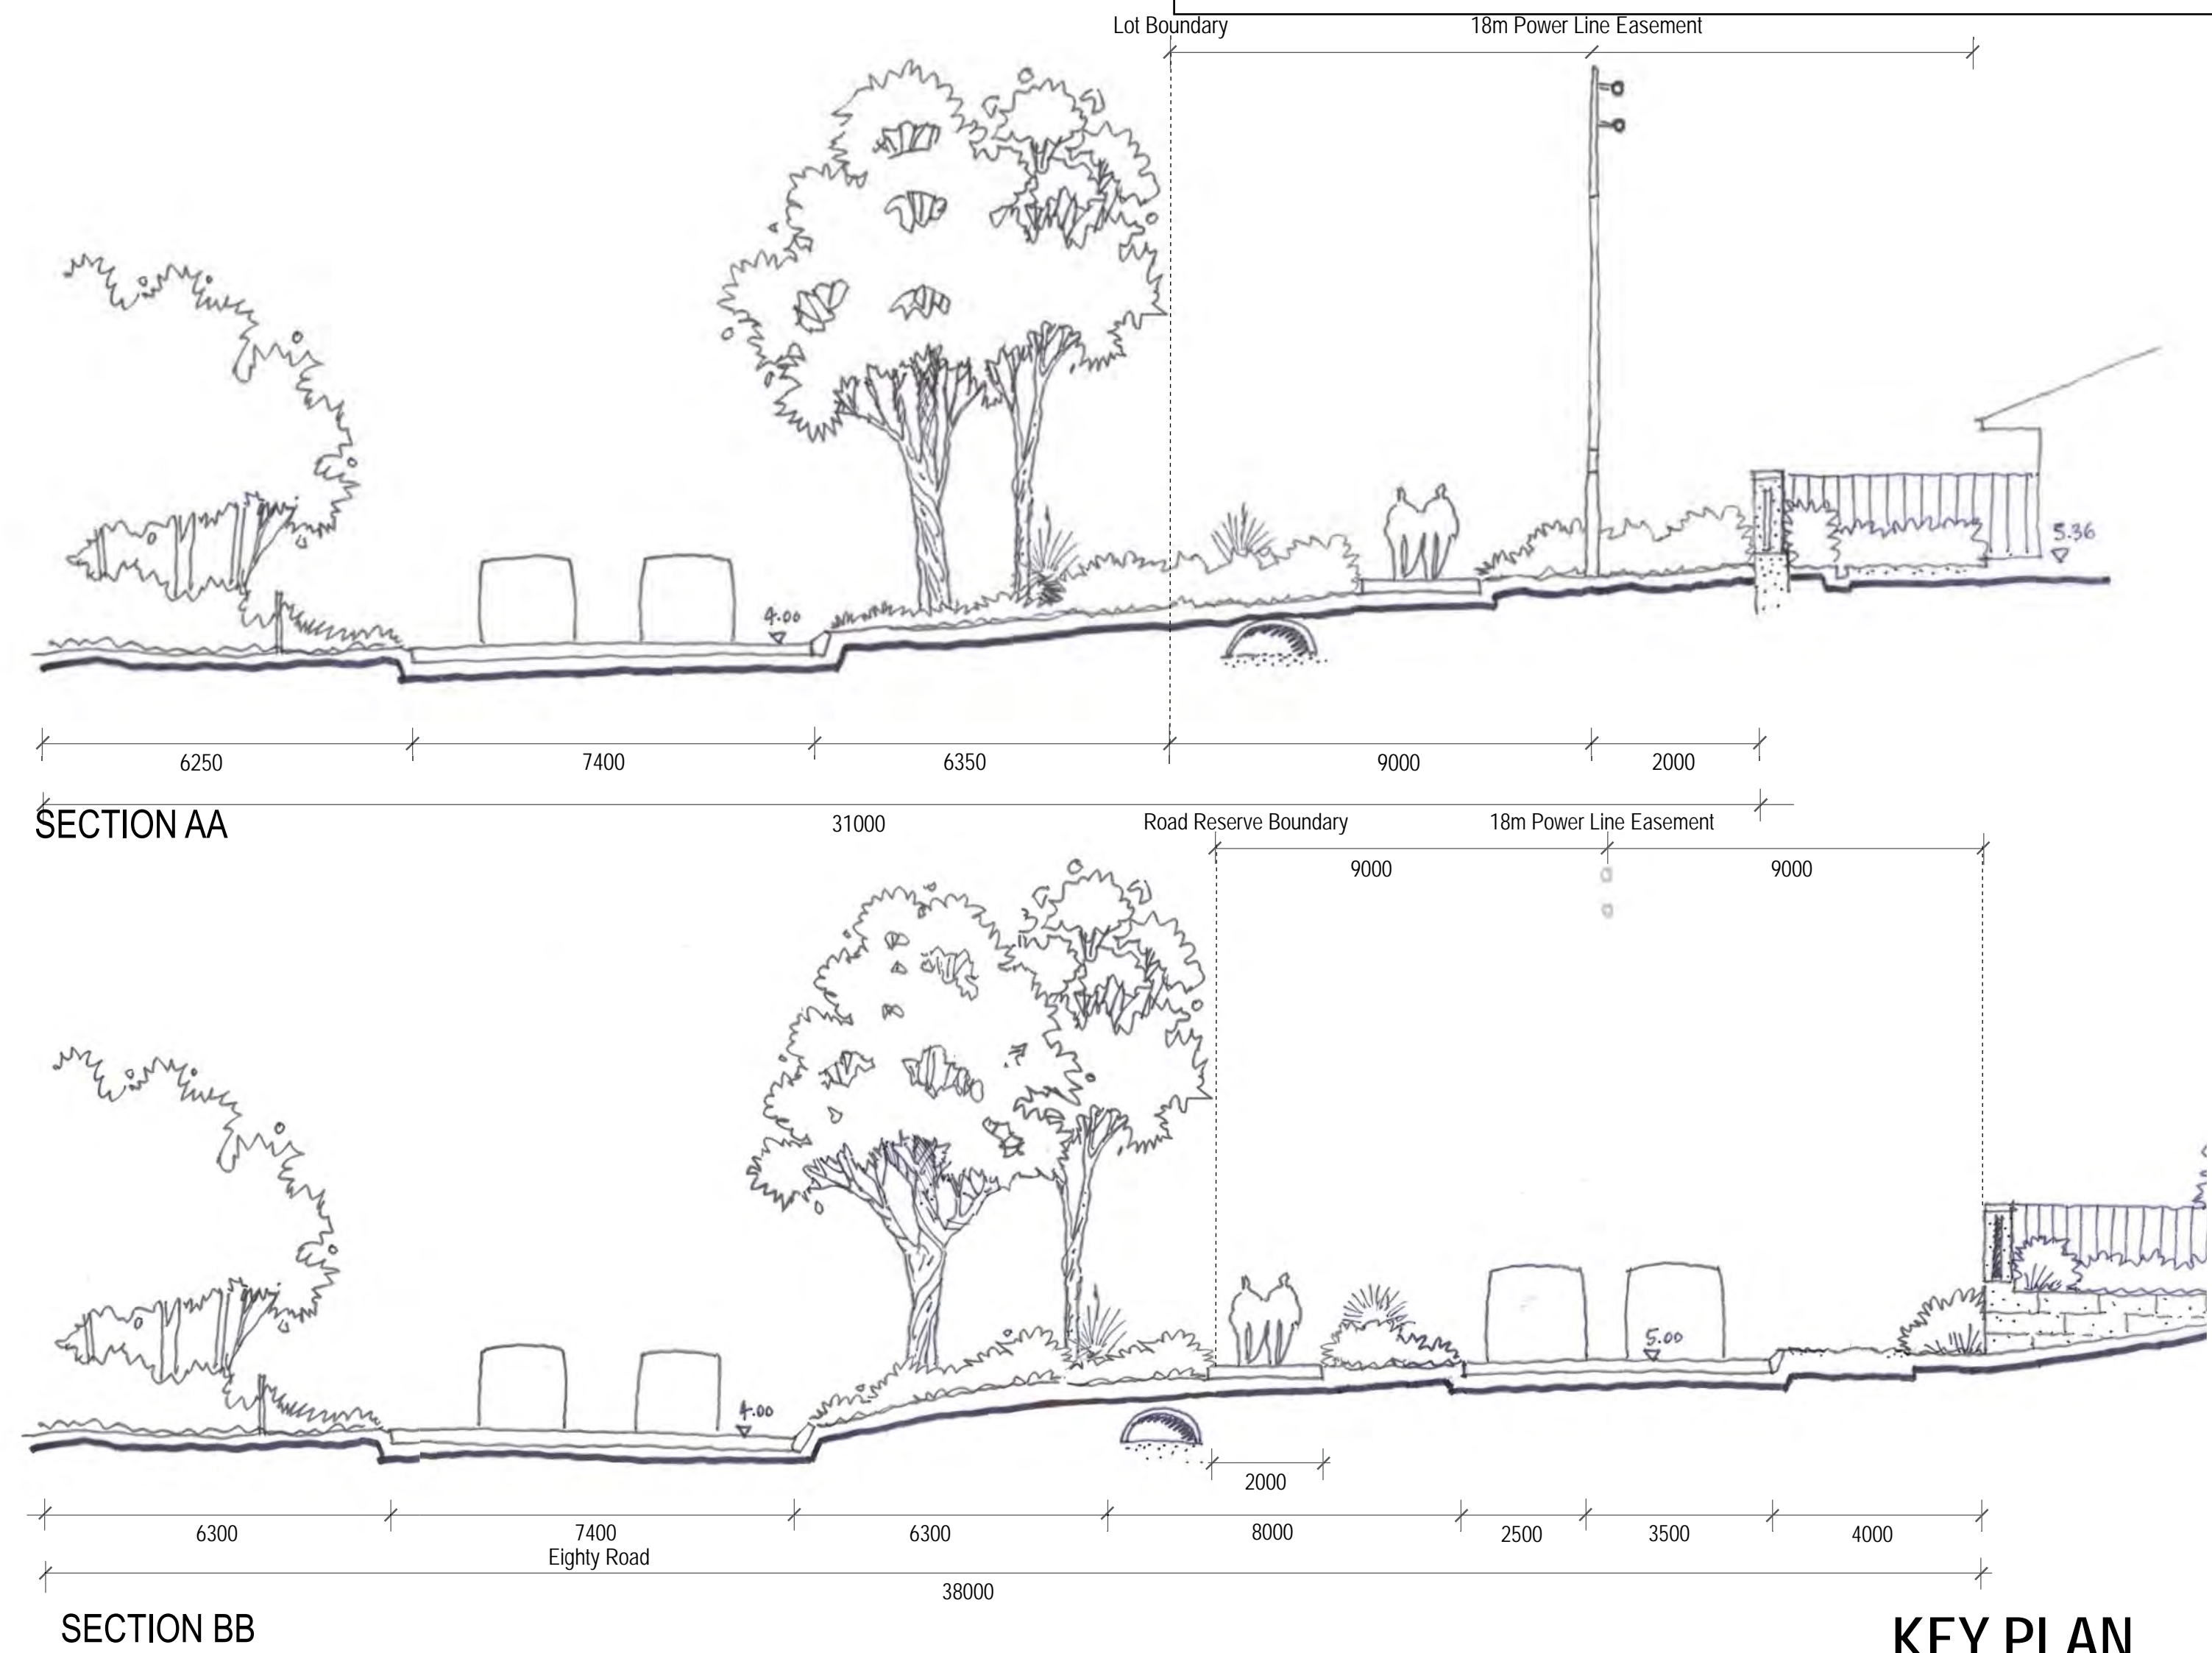 Lot Boundary
18m Power Line Easement
5.36
4.00
6250
7400
6350
9000
2000
SECTION AA
31000
Road Reserve Boundary
18m Power Line Easement
9000
9000
5.00
4.00
2000
6300
7400
6300
8000
2500
3500
4000
Eighty Road
38000
SECTION BB
KEY PLAN